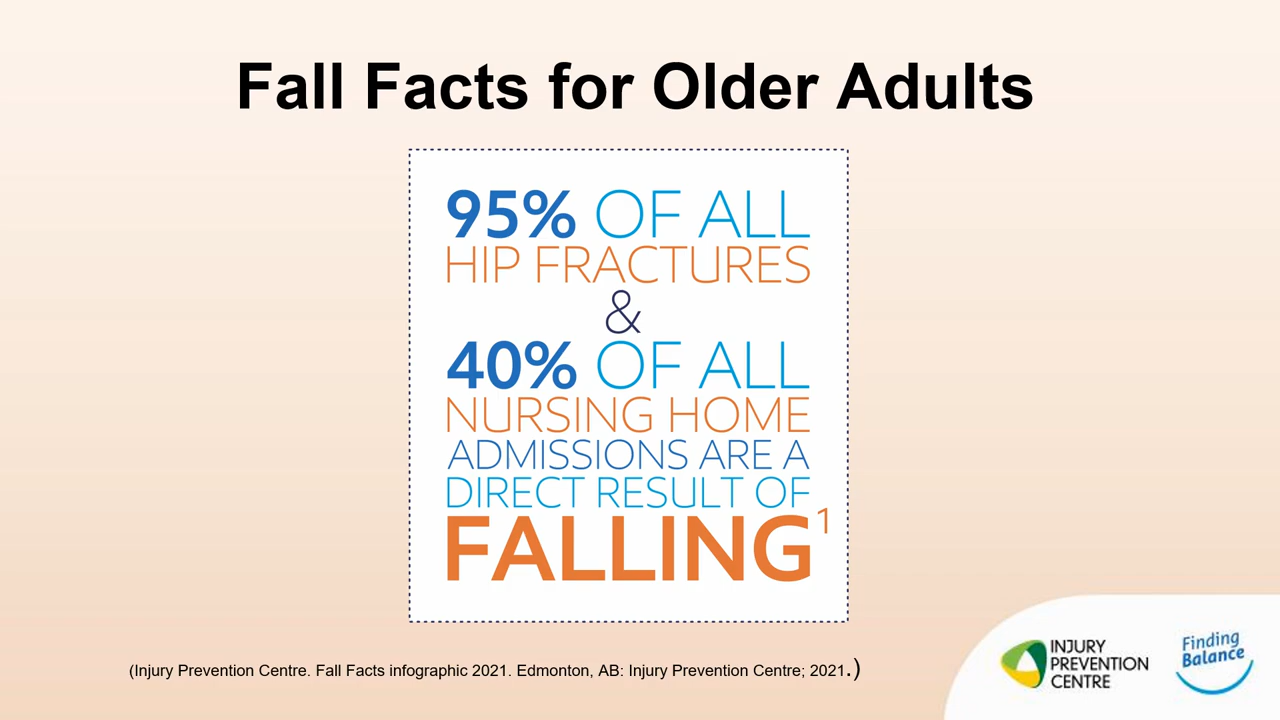 Fall Facts for Older Adults
95% OF ALL
HIP FRACTURES
&
40% OF ALL
NURSING HOME
ADMISSIONS ARE A
DIRECT RESULT OF
FALLING1
(Injury Prevention Centre. Fall Facts infographic 2021. Edmonton, AB: Injury Prevention Centre; 2021.)
INJURY
PREVENTION
CENTRE
Finding
Balance